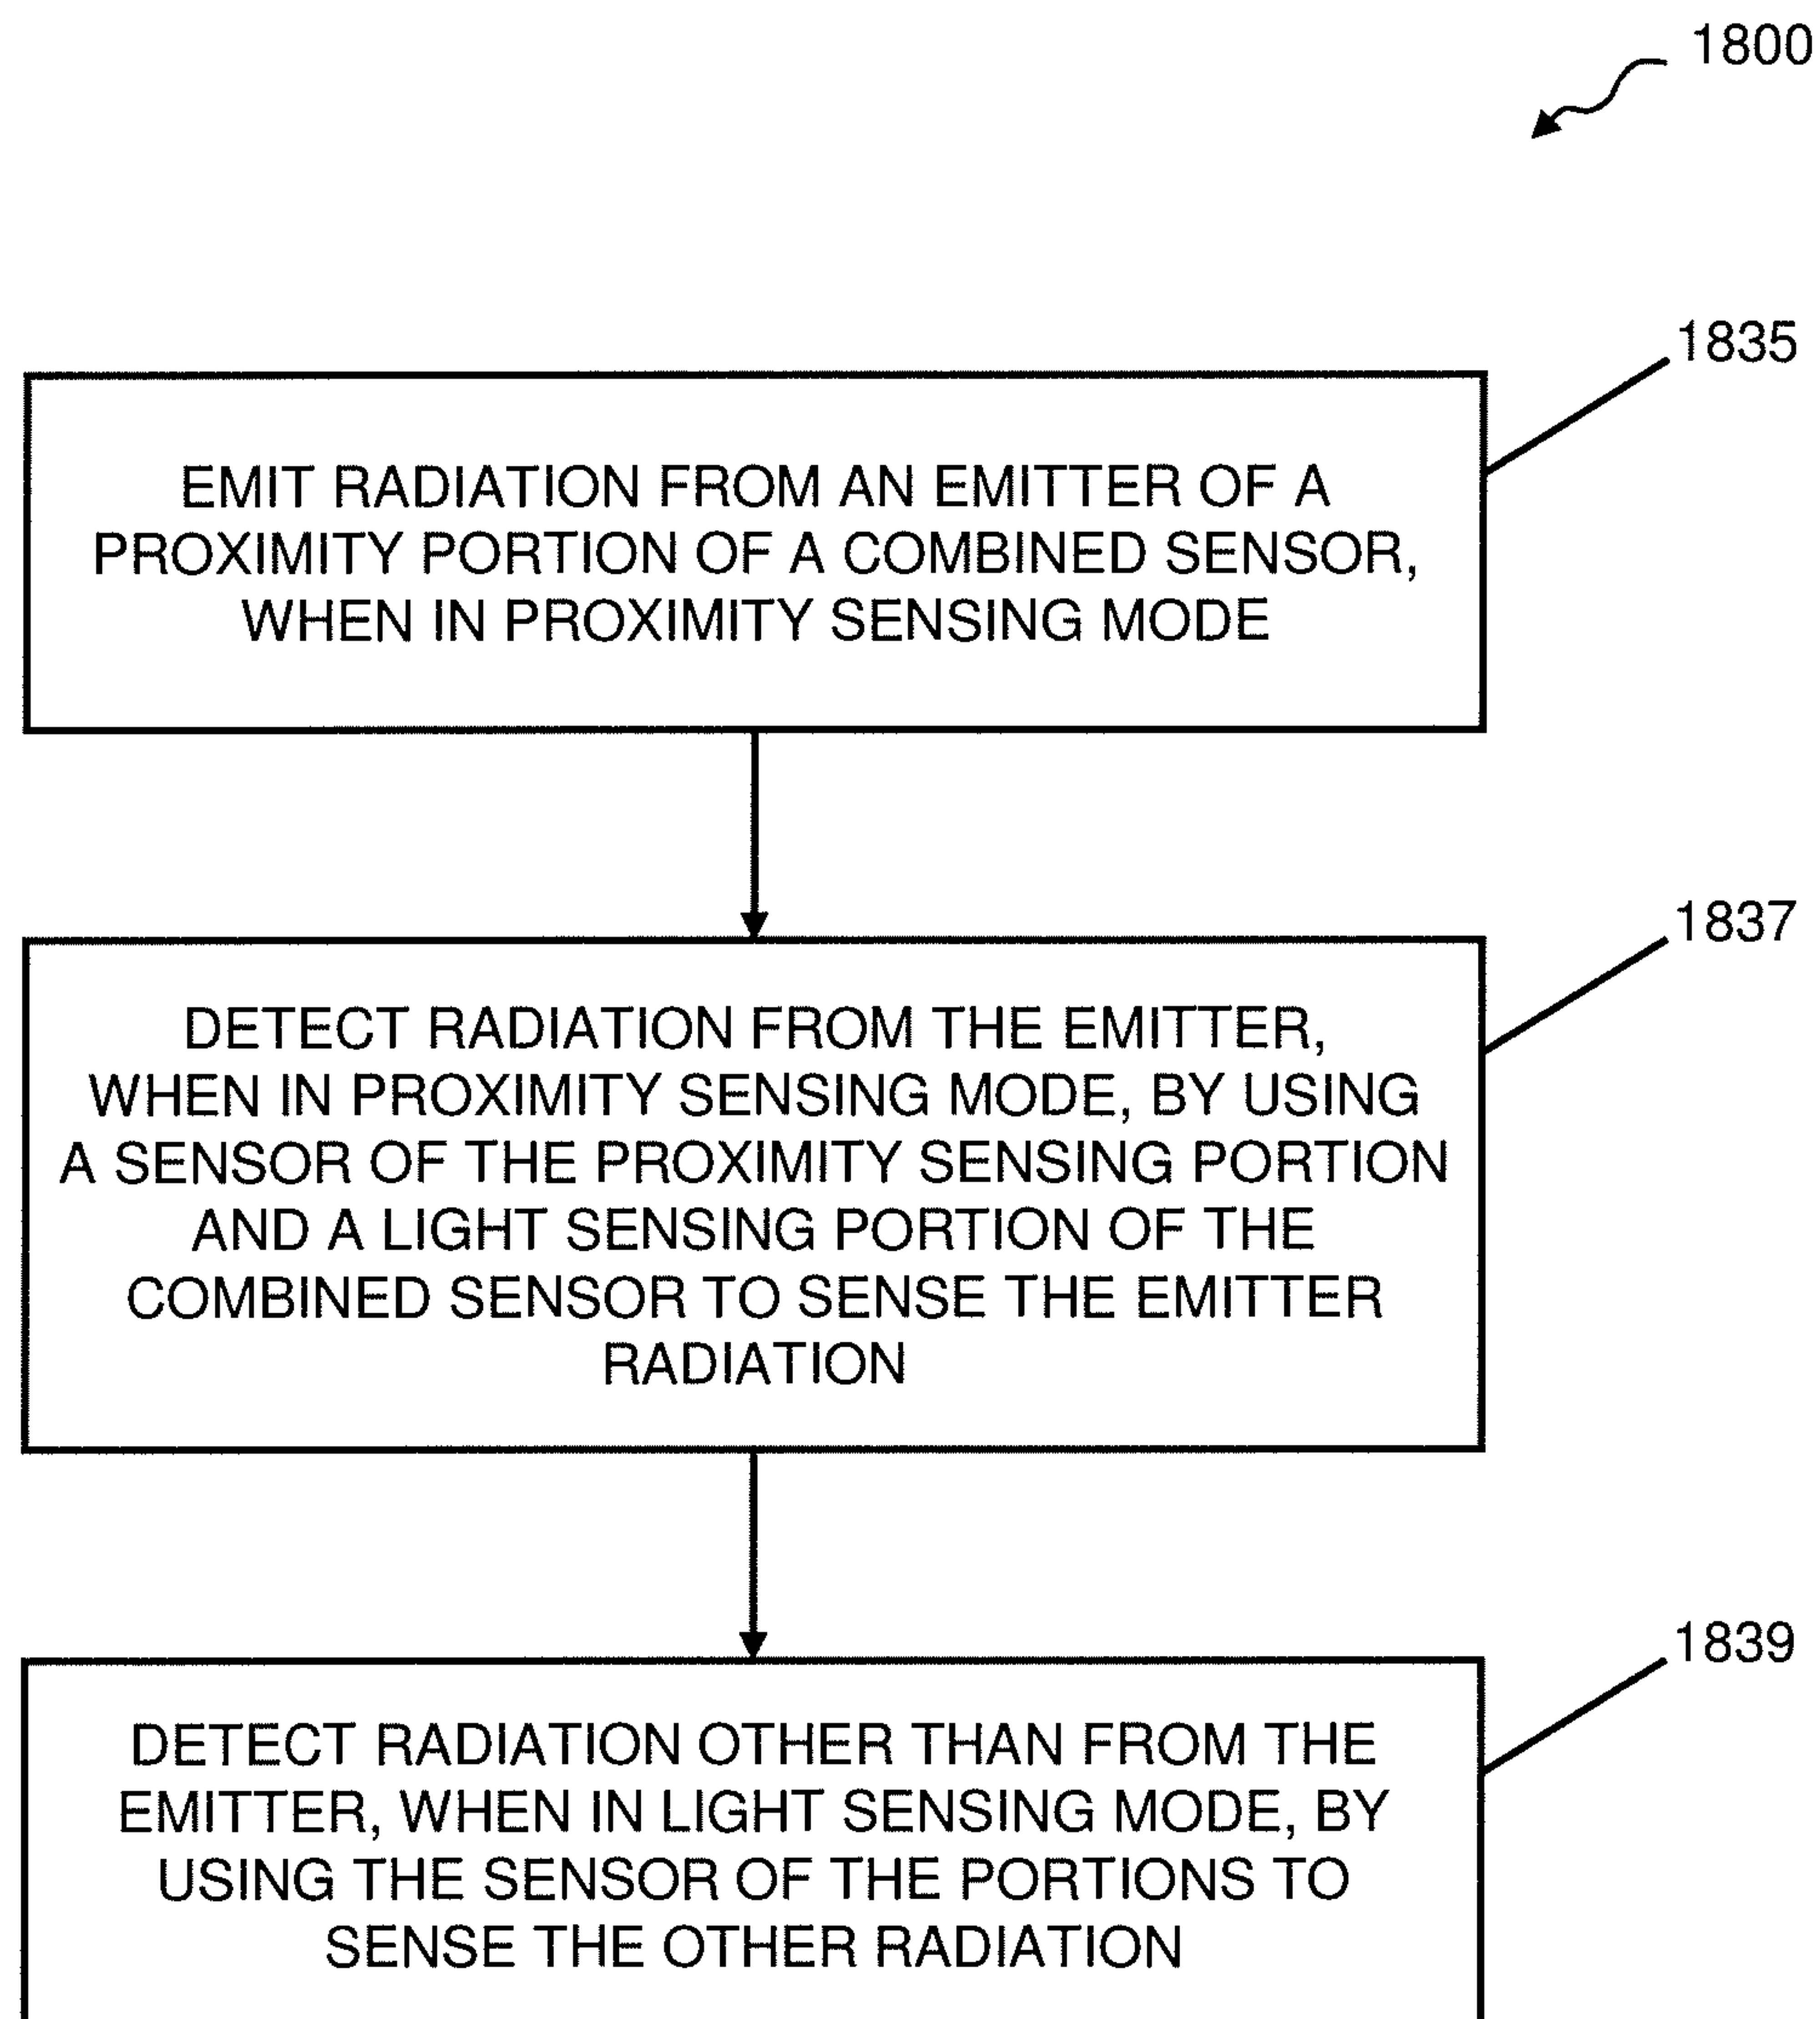 1800
1835
EMIT RADIATION FROM AN EMITTER OF A
PROXIMITY PORTION OF A COMBINED SENSOR,
WHEN IN PROXIMITY SENSING MODE
1837
DETECT RADIATION FROM THE EMITTER,
WHEN IN PROXIMITY SENSING MODE, BY USING
A SENSOR OF THE PROXIMITY SENSING PORTION
AND A LIGHT SENSING PORTION OF THE
COMBINED SENSOR TO SENSE THE EMITTER
RADIATION
1839
DETECT RADIATION OTHER THAN FROM THE
EMITTER, WHEN IN LIGHT SENSING MODE, BY
USING THE SENSOR OF THE PORTIONS TO
SENSE THE OTHER RADIATION